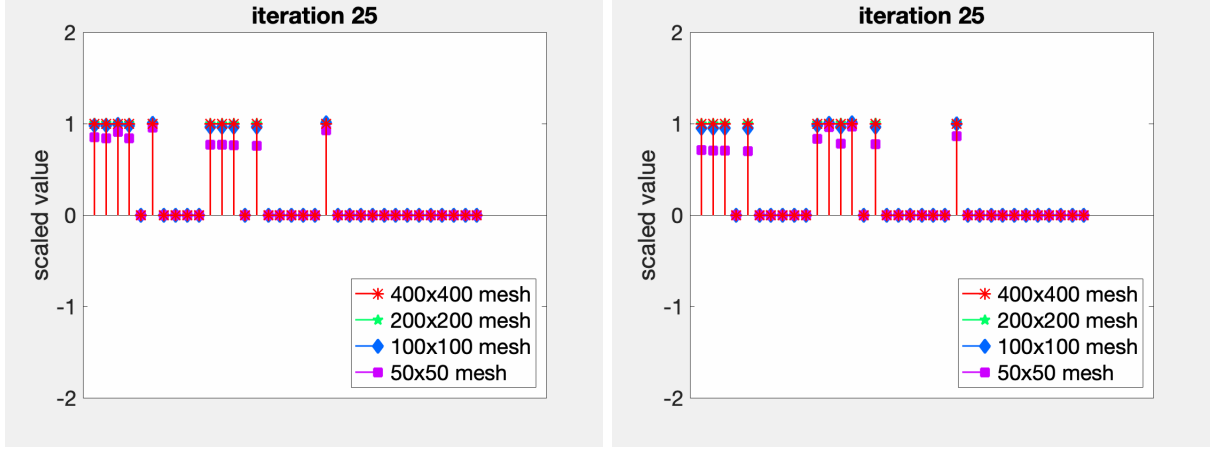 iteration 25
2
1
0
-1
-2
scaled value
400x400 mesh
200x200 mesh
100x100 mesh
50x50 mesh
iteration 25
2
1
0
-1
-2
scaled value
400x400 mesh
200x200 mesh
100x100 mesh
50x50 mesh